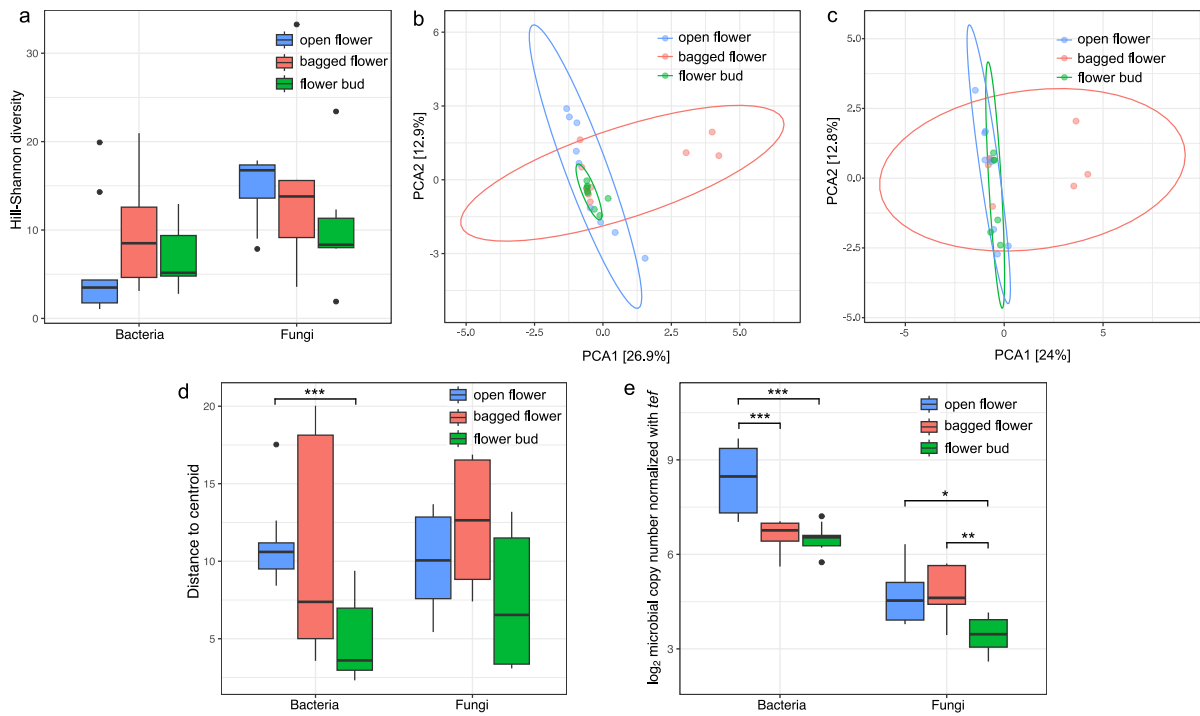 a
Hill-Shannon diversity
30
20
10
0
open flower
bagged flower
flower bud
Bacteria
Fungi
b
PCA2 [12.9%]
6
3
0
-3
open flower
bagged flower
flower bud
-5.0
-2.5
0.0
2.5
5.0
PCA1 [26.9%]
c
PCA2 [12.8%]
5.0
2.5
0.0
-2.5
-5.0
open flower
bagged flower
flower bud
-5
0
5
PCA1 [24%]
d
Distance to centroid
20
15
10
5
***
open flower
bagged flower
flower bud
Bacteria
Fungi
e
log2 microbial copy number normalized with tef
9
6
3
***
***
*
**
open flower
bagged flower
flower bud
Bacteria
Fungi